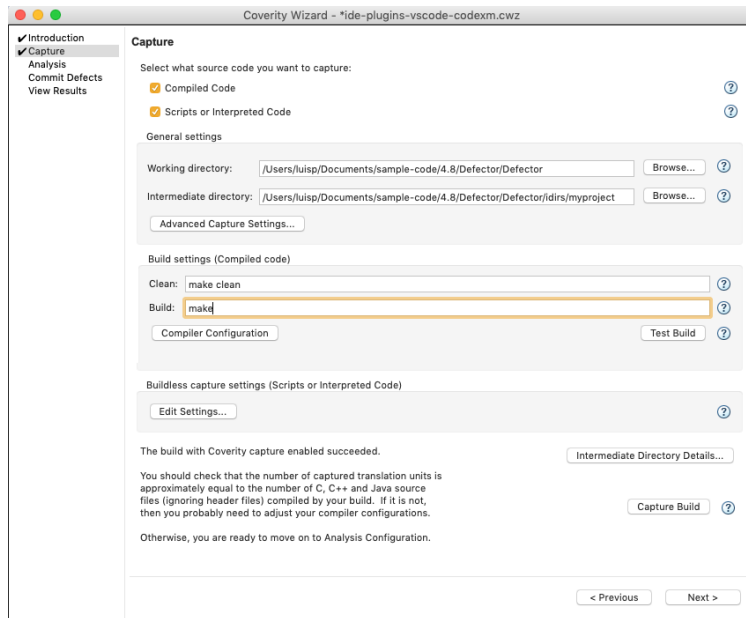 Coverity Wizard - *ide-plugins-vscode-codexm.cwz
✔Introduction
✔Capture
Analysis
Commit Defects
View Results
Capture
Select what source code you want to capture:
Compiled Code
?
Scripts or Interpreted Code
?
General settings
Working directory: /Users/luisp/Documents/sample-code/4.8/Defector/Defector Browse... ?
Intermediate directory: /Users/luisp/Documents/sample-code/4.8/Defector/Defector/idirs/myproject Browse... ?
Advanced Capture Settings...
Build settings (Compiled code)
Clean: make clean ?
Build: make ?
Compiler Configuration Test Build ?
Buildless capture settings (Scripts or Interpreted Code)
Edit Settings... ?
The build with Coverity capture enabled succeeded.
Intermediate Directory Details...
You should check that the number of captured translation units is
approximately equal to the number of C, C++ and Java source
files (ignoring header files) compiled by your build. If it is not,
then you probably need to adjust your compiler configurations.
Capture Build ?
Otherwise, you are ready to move on to Analysis Configuration.
< Previous Next >